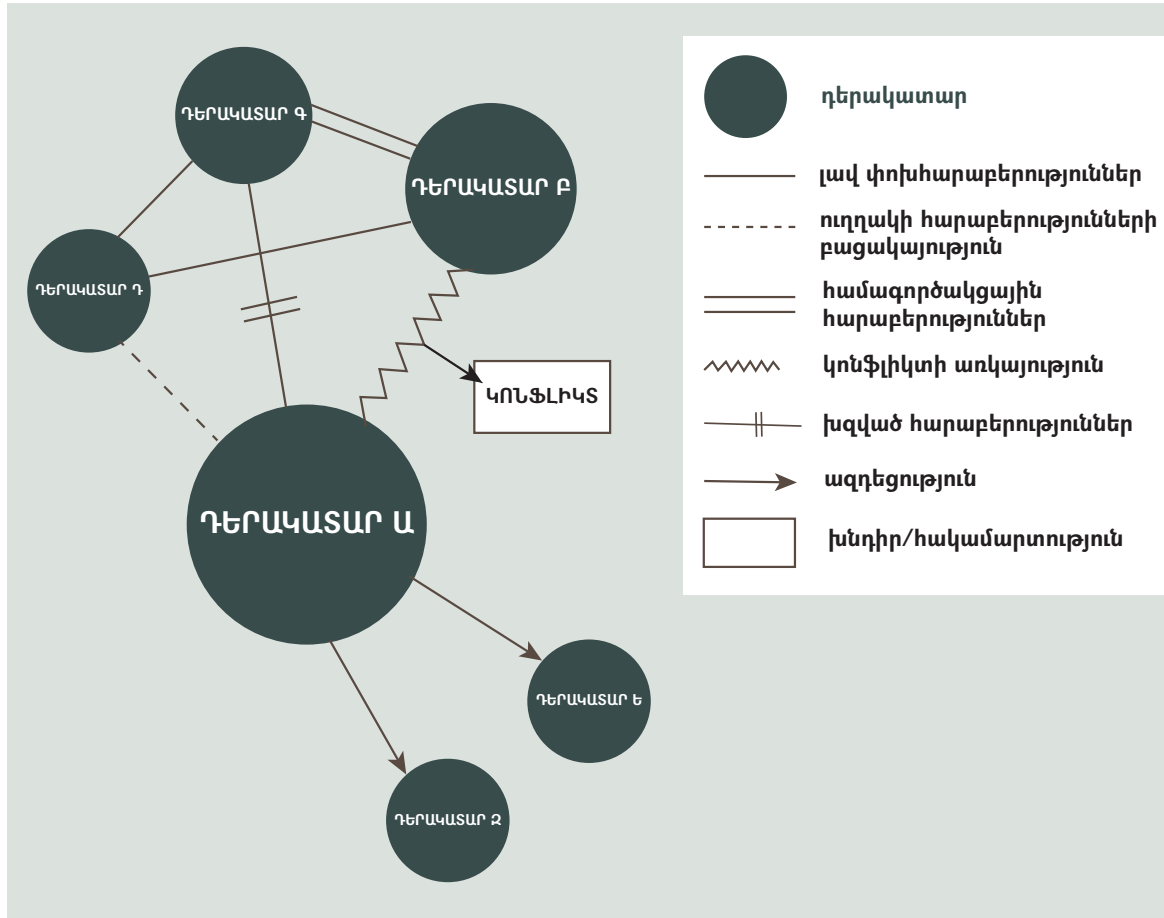 ԴԵՐԱԿԱՏԱՐ Գ
ԴԵՐԱԿԱՏԱՐ Բ
ԴԵՐԱԿԱՏԱՐ Դ
ԿՈՆՖԼԻԿՏ
ԴԵՐԱԿԱՏԱՐ Ա
ԴԵՐԱԿԱՏԱՐ Ե
ԴԵՐԱԿԱՏԱՐ Զ
դերակատար
լավ փոխհարաբերություններ
ուղղակի հարաբերությունների
բացակայություն
համագործակցային
հարաբերություններ
կոնֆլիկտի առկայություն
խզված հարաբերություններ
ազդեցություն
խնդիր/հակամարտություն